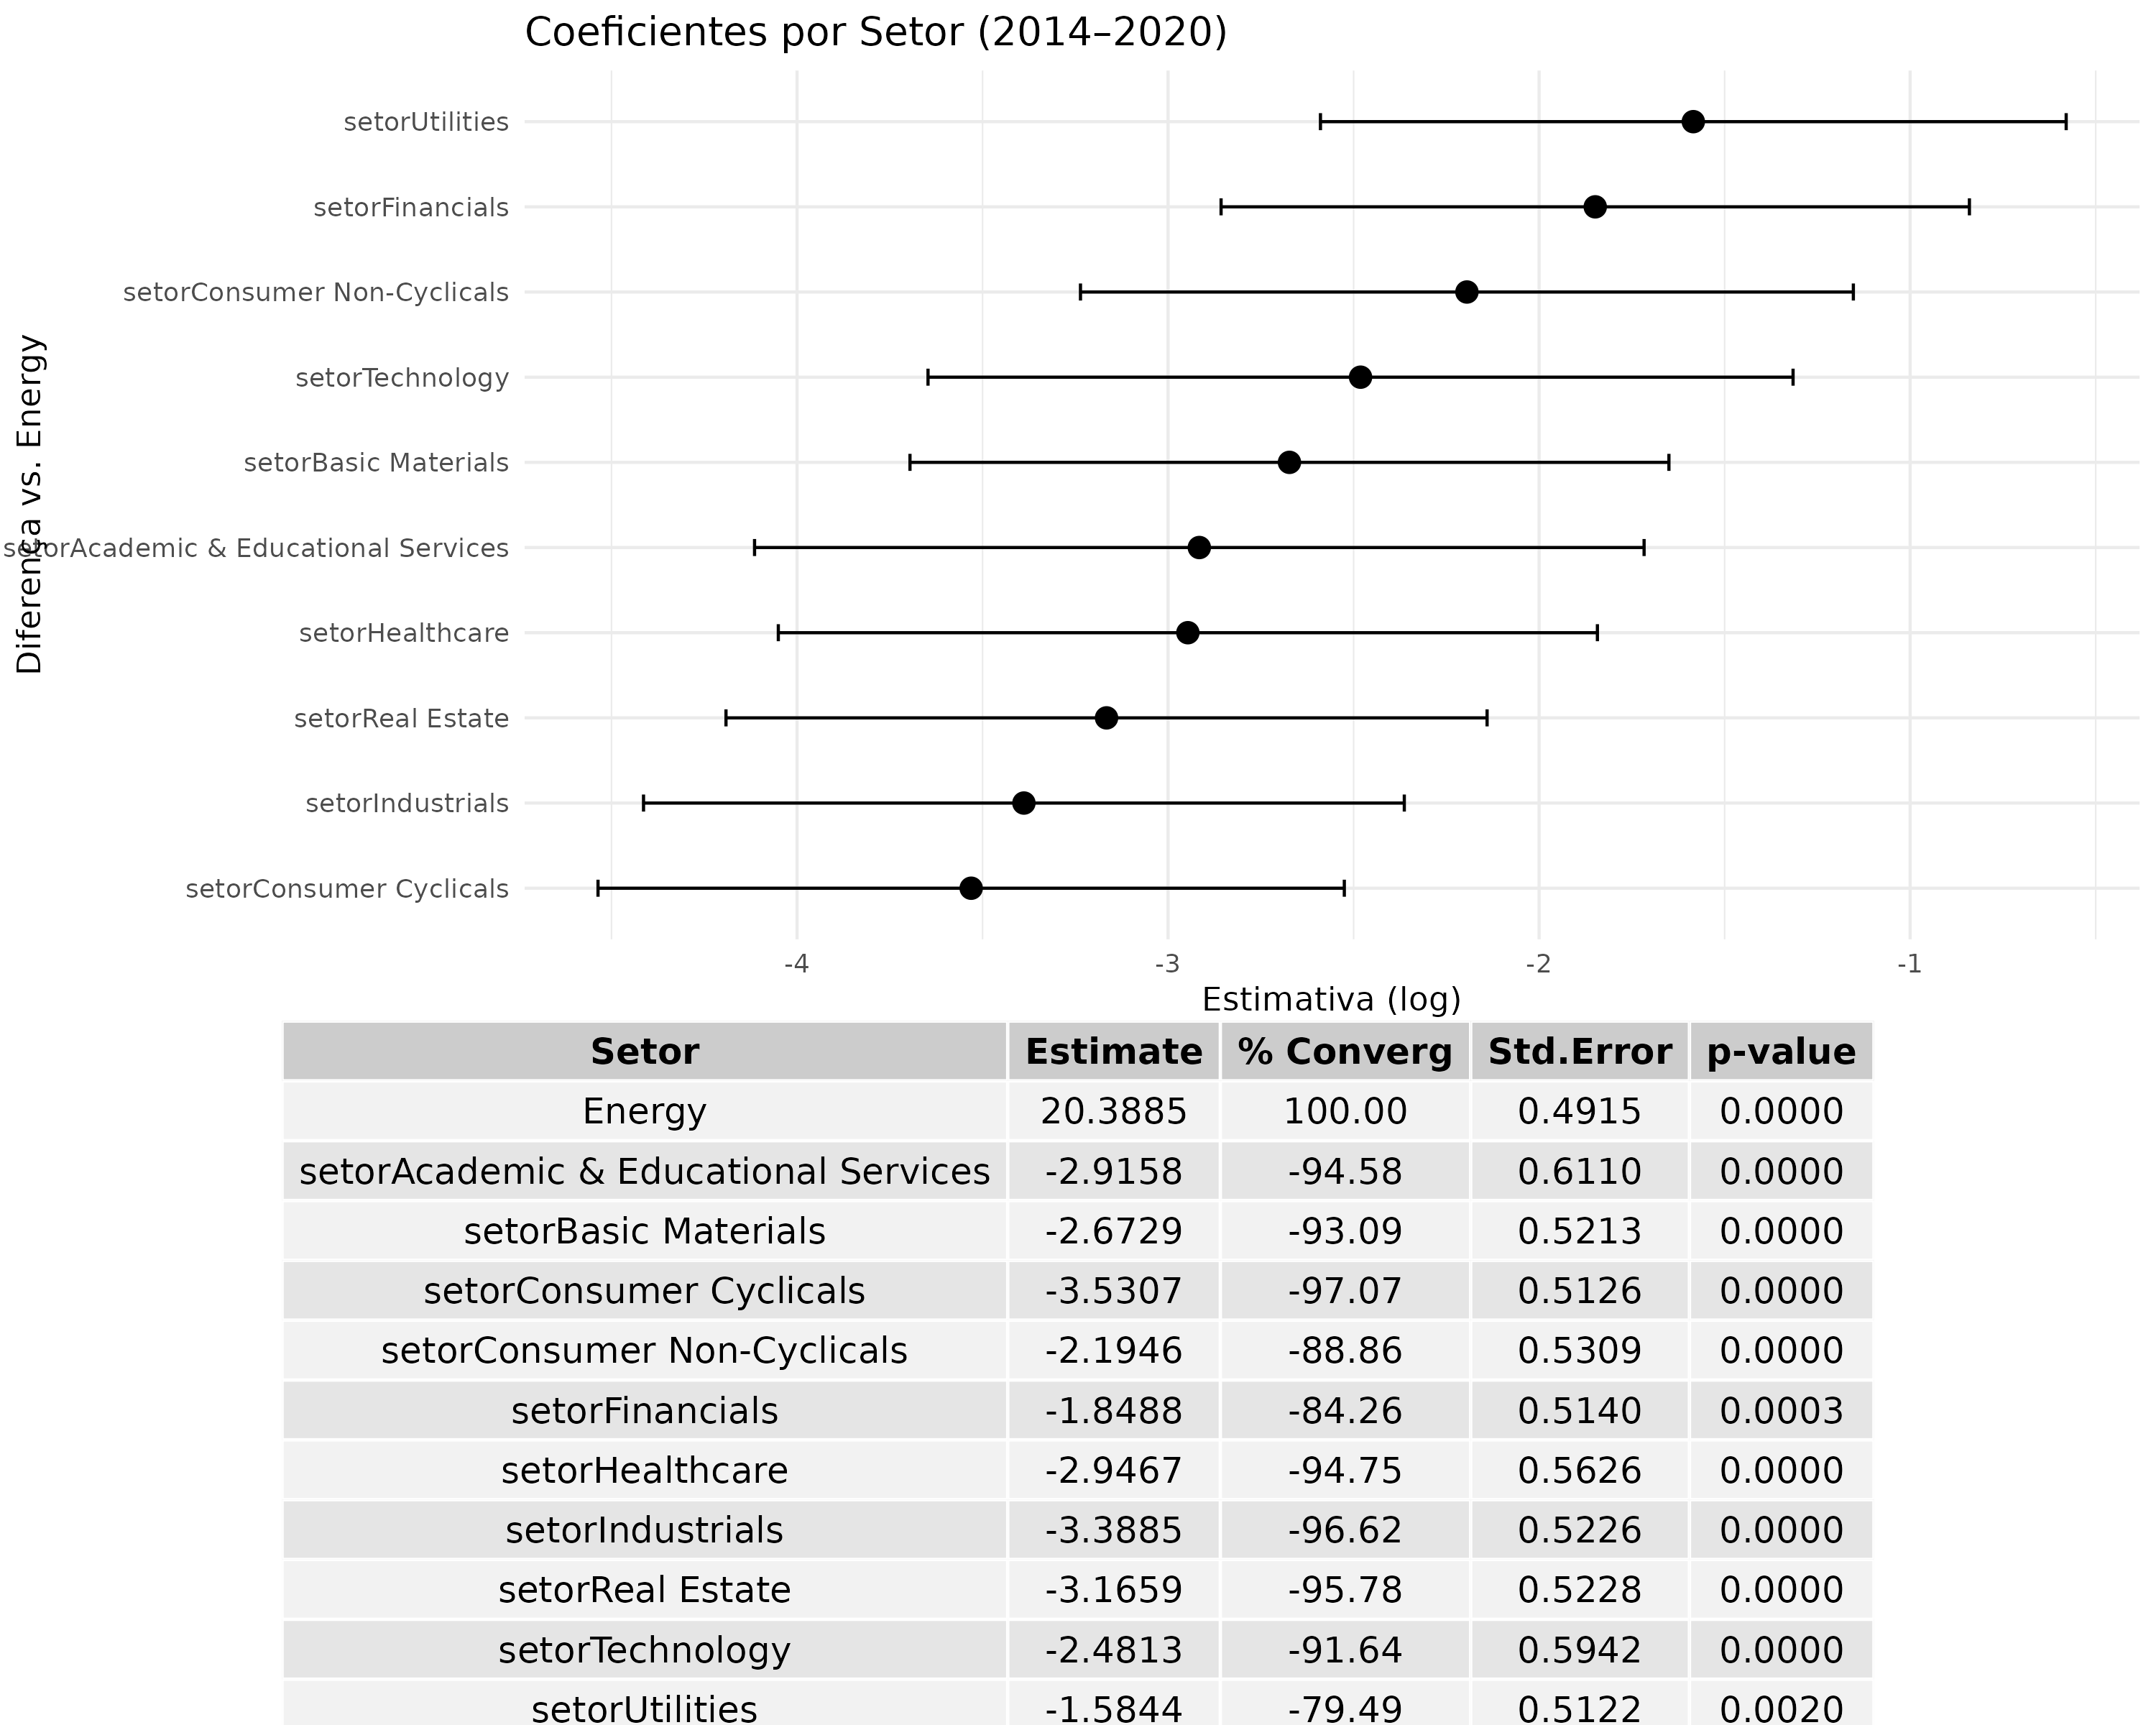 Coeficientes por Setor (2014–2020)
Diferença vs. Energy
setorUtilities
setorFinancials
setorConsumer Non-Cyclicals
setorTechnology
setorBasic Materials
setorAcademic & Educational Services
setorHealthcare
setorReal Estate
setorIndustrials
setorConsumer Cyclicals
-4 -3 -2 -1
Estimativa (log)
Setor Estimate % Converg Std.Error p-value
Energy 20.3885 100.00 0.4915 0.0000
setorAcademic & Educational Services -2.9158 -94.58 0.6110 0.0000
setorBasic Materials -2.6729 -93.09 0.5213 0.0000
setorConsumer Cyclicals -3.5307 -97.07 0.5126 0.0000
setorConsumer Non-Cyclicals -2.1946 -88.86 0.5309 0.0000
setorFinancials -1.8488 -84.26 0.5140 0.0003
setorHealthcare -2.9467 -94.75 0.5626 0.0000
setorIndustrials -3.3885 -96.62 0.5226 0.0000
setorReal Estate -3.1659 -95.78 0.5228 0.0000
setorTechnology -2.4813 -91.64 0.5942 0.0000
setorUtilities -1.5844 -79.49 0.5122 0.0020